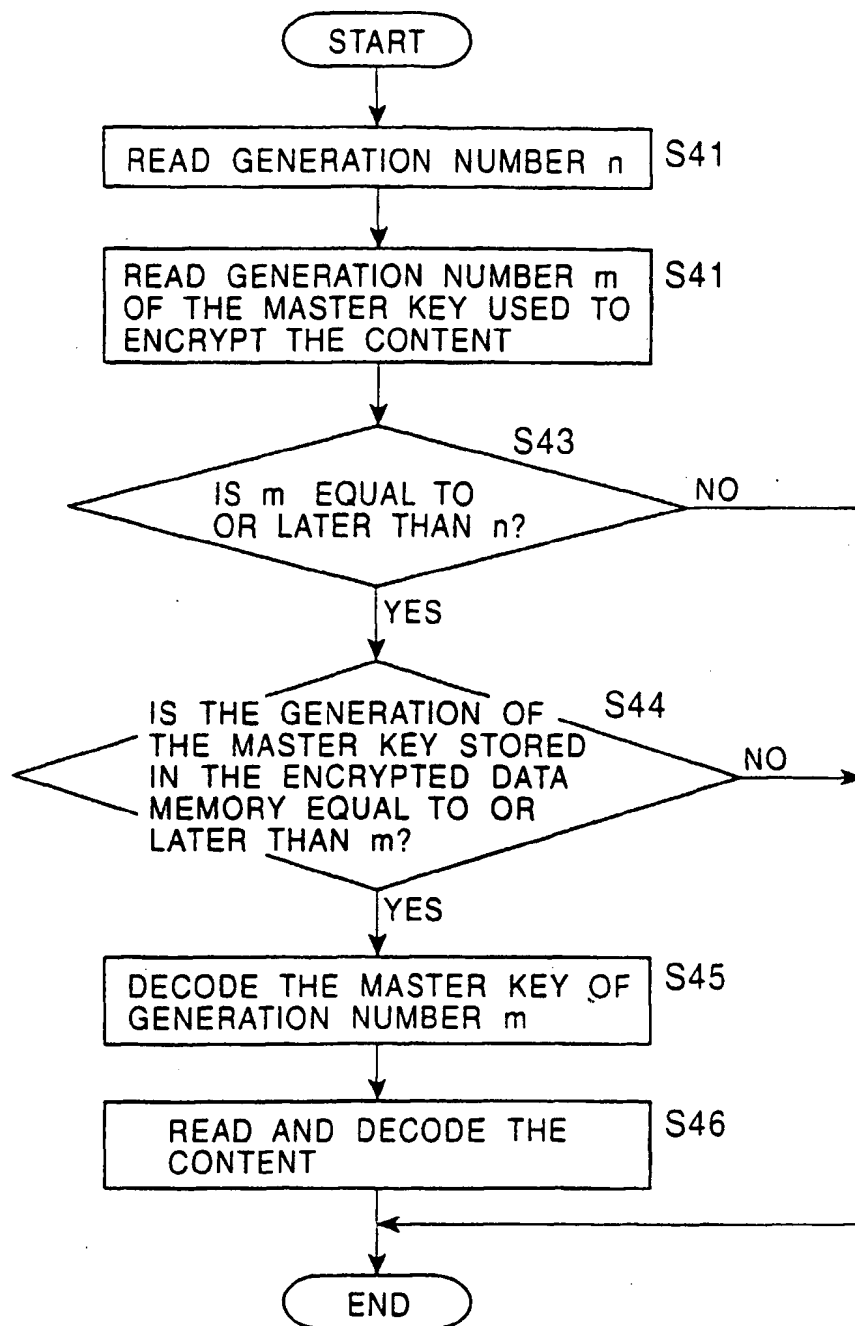 START
READ GENERATION NUMBER n
S41
READ GENERATION NUMBER m
OF THE MASTER KEY USED TO
ENCRYPT THE CONTENT
S41
S43
IS m EQUAL TO
OR LATER THAN n?
NO
YES
IS THE GENERATION OF
THE MASTER KEY STORED
IN THE ENCRYPTED DATA
MEMORY EQUAL TO OR
LATER THAN m?
S44
NO
YES
DECODE THE MASTER KEY OF
GENERATION NUMBER m
S45
READ AND DECODE THE
CONTENT
S46
END